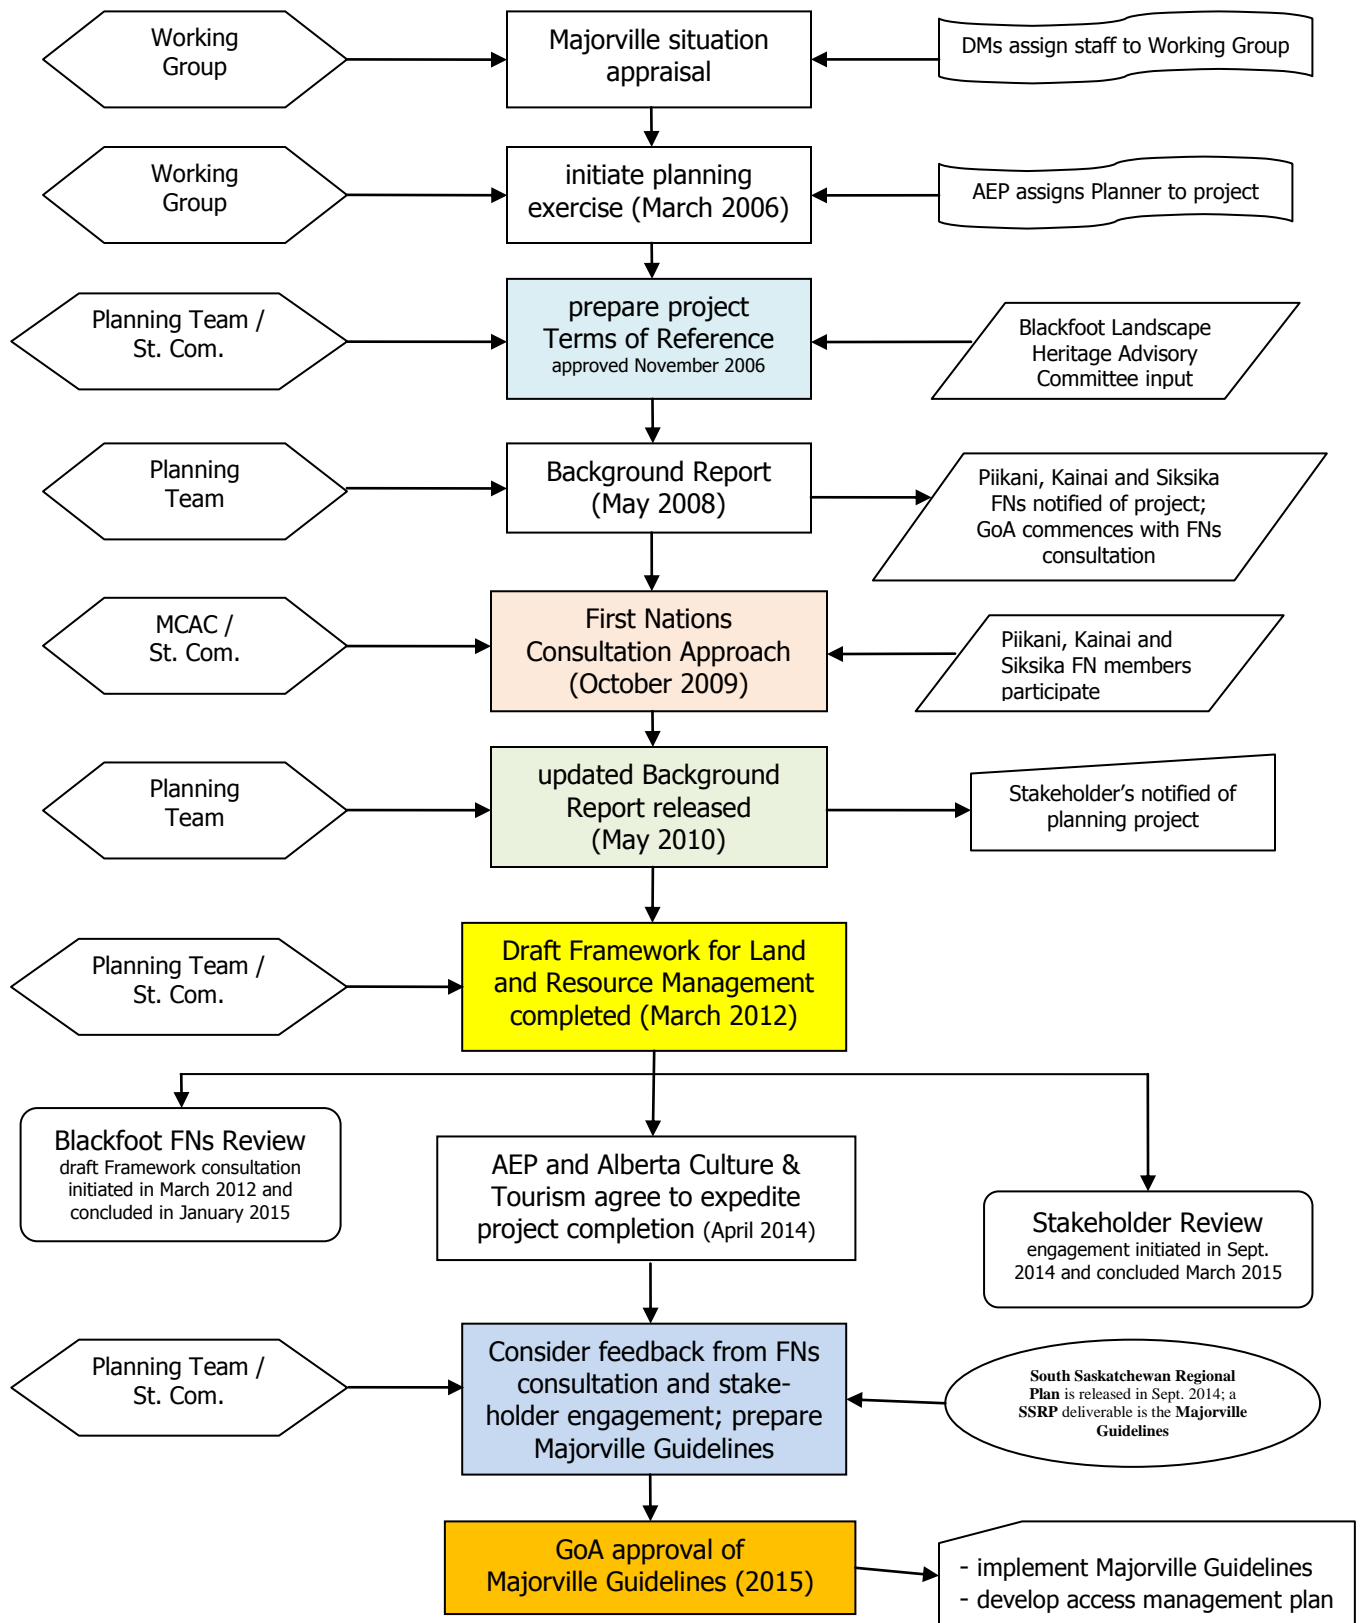 Working
Group
Majorville situation
appraisal
DMs assign staff to Working Group
Working
Group
initiate planning
exercise (March 2006)
AEP assigns Planner to project
Planning Team /
St. Com.
prepare project
Terms of Reference
approved November 2006
Blackfoot Landscape
Heritage Advisory
Committee input
Planning
Team
Background Report
(May 2008)
Piikani, Kainai and Siksika
FNs notified of project;
GoA commences with FNs
consultation
MCAC /
St. Com.
First Nations
Consultation Approach
(October 2009)
Piikani, Kainai and
Siksika FN members
participate
Planning
Team
updated Background
Report released
(May 2010)
Stakeholder's notified of
planning project
Planning Team /
St. Com.
Draft Framework for Land
and Resource Management
completed (March 2012)
Blackfoot FNs Review
draft Framework consultation
initiated in March 2012 and
concluded in January 2015
AEP and Alberta Culture &
Tourism agree to expedite
project completion (April 2014)
Stakeholder Review
engagement initiated in Sept.
2014 and concluded March 2015
Planning Team /
St. Com.
Consider feedback from FNs
consultation and stake-
holder engagement; prepare
Majorville Guidelines
South Saskatchewan Regional
Plan is released in Sept. 2014; a
SSRP deliverable is the Majorville
Guidelines
GoA approval of
Majorville Guidelines (2015)
- implement Majorville Guidelines
- develop access management plan